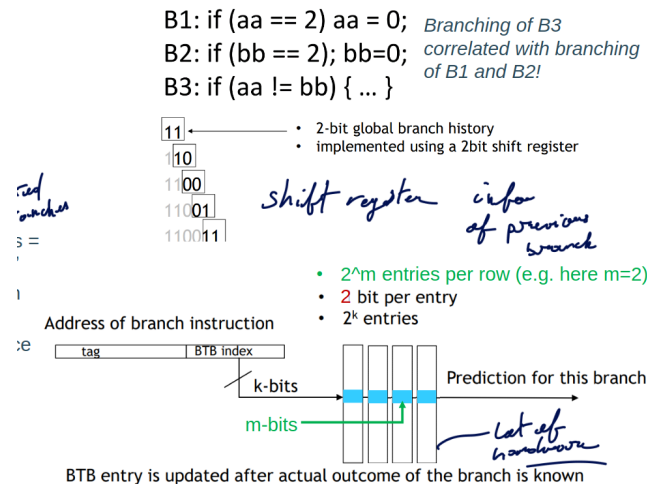 B1: if (aa == 2) aa = 0;
B2: if (bb == 2); bb=0;
B3: if (aa != bb) { ... }
Branching of B3
correlated with branching
of B1 and B2!
11
• 2-bit global branch history
• implemented using a 2bit shift register
110
1100
11001
110011
shift register
infor
of previous
branch
s =
'
ce
• 2^m entries per row (e.g. here m=2)
• 2 bit per entry
• 2ᵏ entries
Address of branch instruction
tag BTB index
k-bits
m-bits
Prediction for this branch
Lot of
hardware
BTB entry is updated after actual outcome of the branch is known